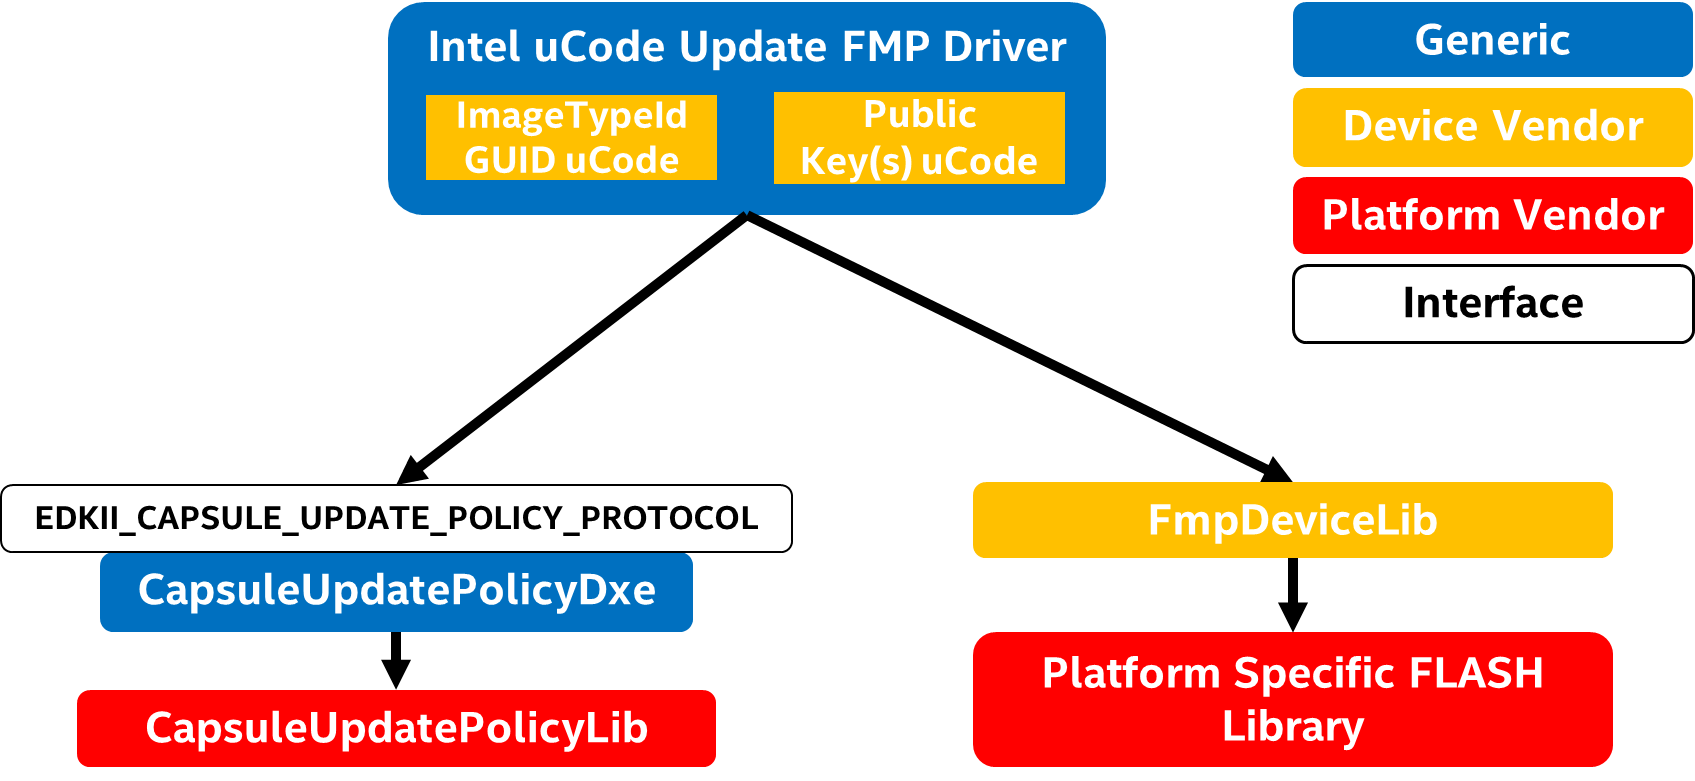 Intel uCode Update FMP Driver
ImageTypeId
GUID uCode
Public
Key(s) uCode
Generic
Device Vendor
Platform Vendor
Interface
EDKII_CAPSULE_UPDATE_POLICY_PROTOCOL
CapsuleUpdatePolicyDxe
CapsuleUpdatePolicyLib
FmpDeviceLib
Platform Specific FLASH
Library